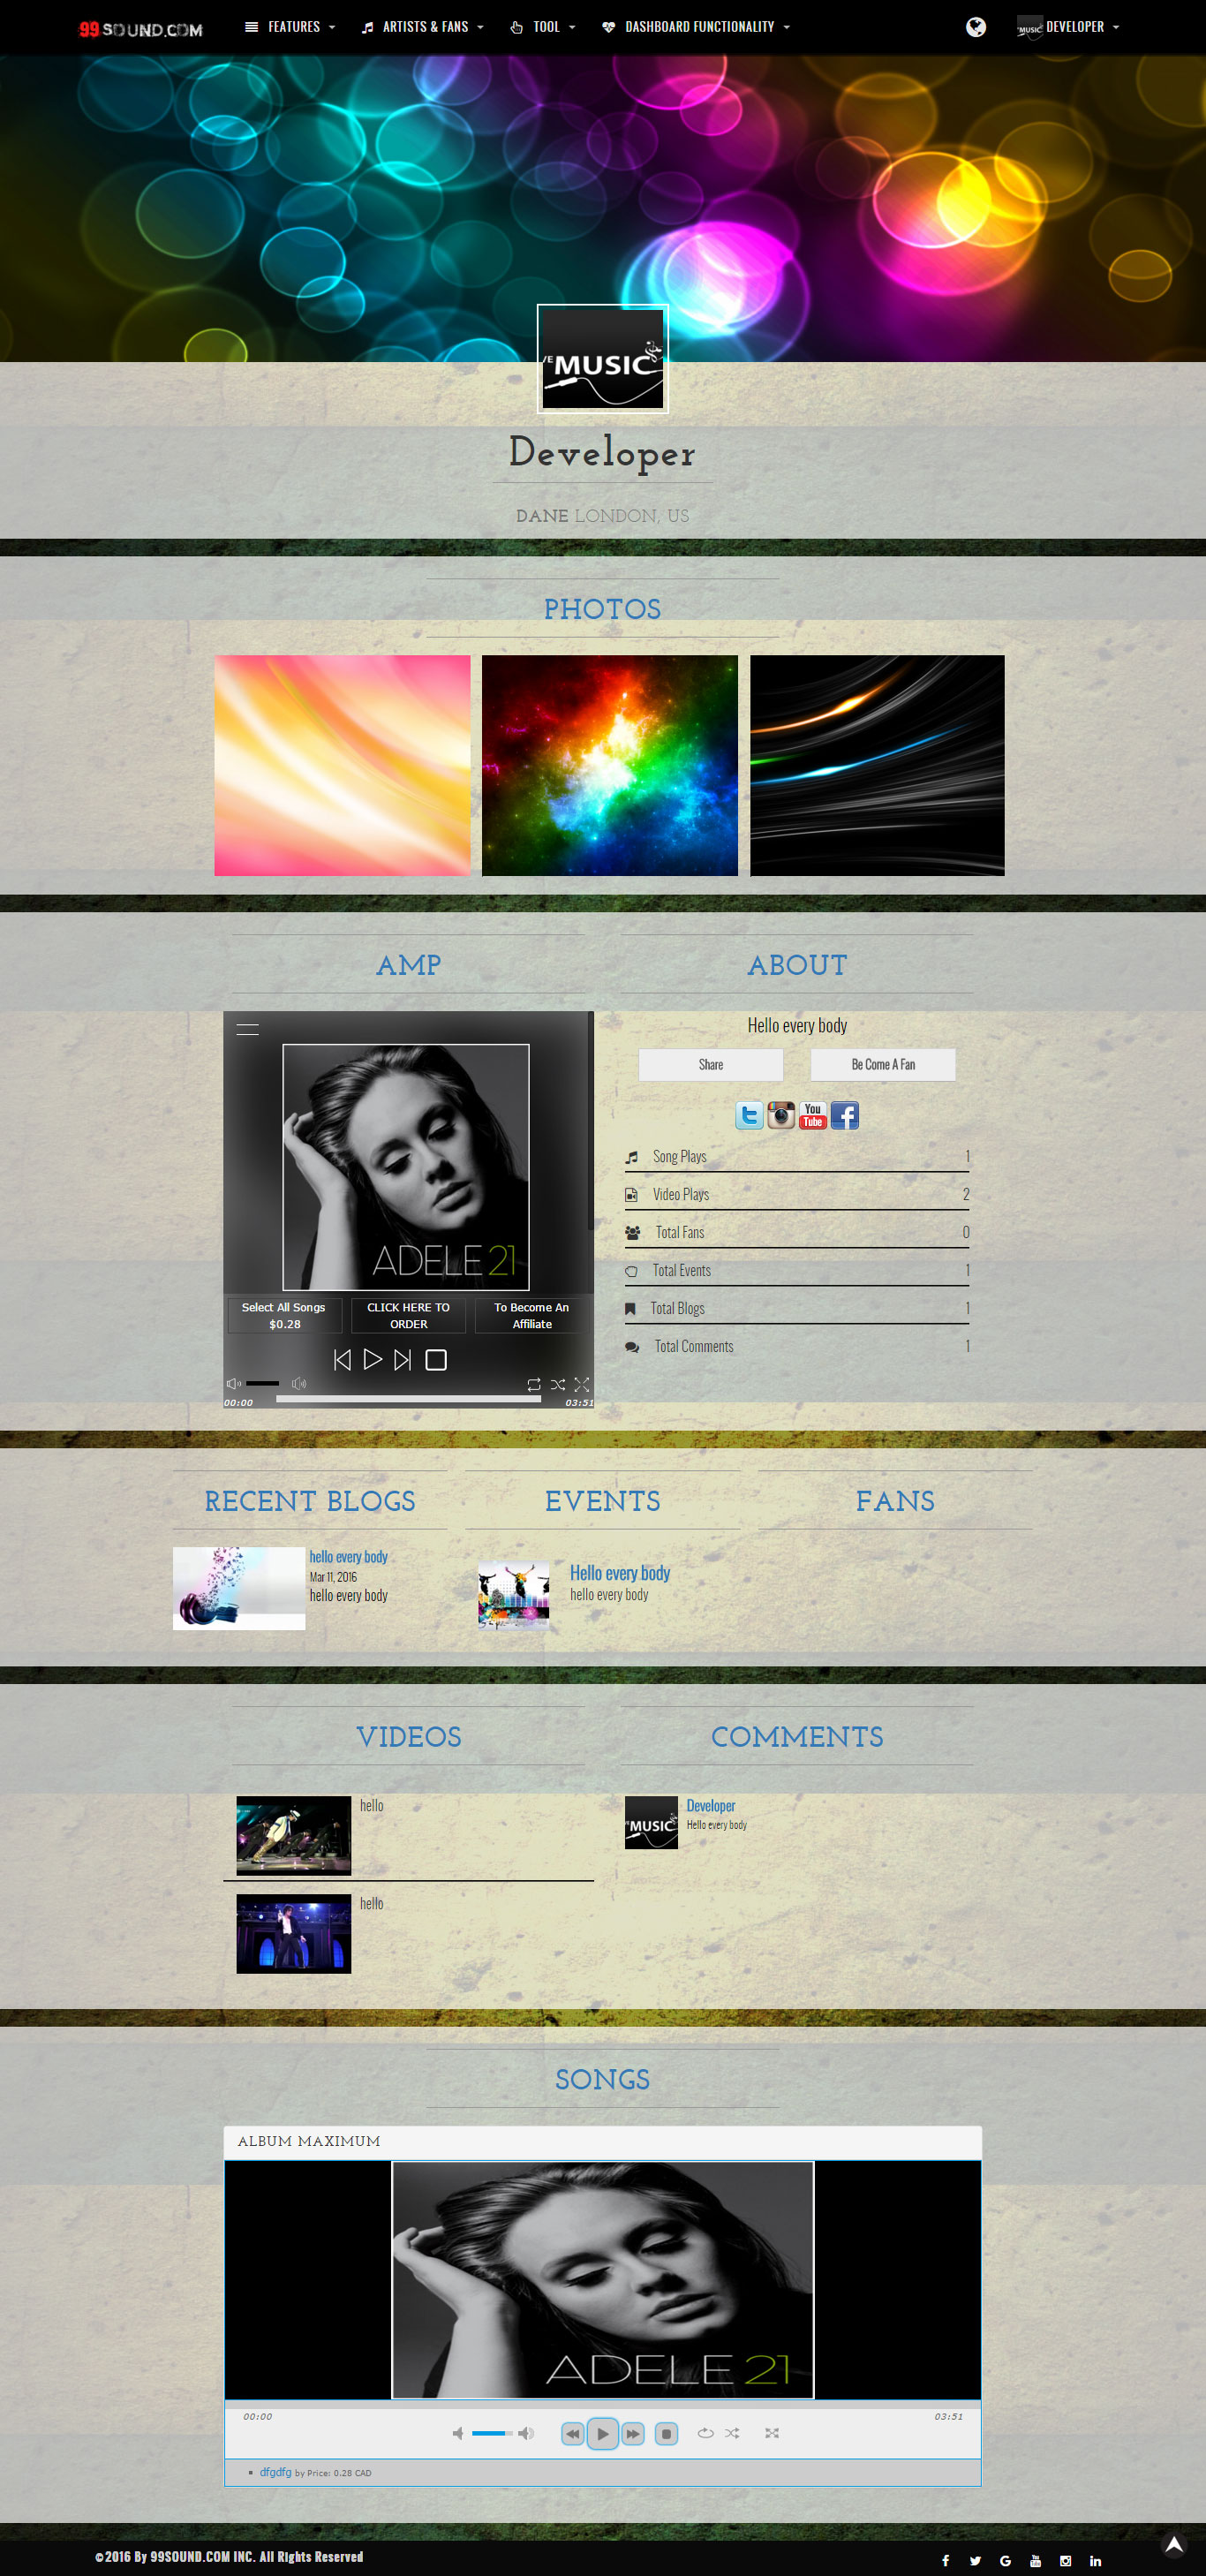 99SOUND.COM FEATURES ARTISTS & FANS TOOL DASHBOARD FUNCTIONALITY MUSIC DEVELOPER
/E MUSIC
Developer
DANE LONDON, US
PHOTOS
AMP
ADELE 21
Select All Songs $0.28
CLICK HERE TO ORDER
To Become An Affiliate
00:00 03:51
ABOUT
Hello every body
Share Be Come A Fan
You Tube
Song Plays 1
Video Plays 2
Total Fans 0
Total Events 1
Total Blogs 1
Total Comments 1
RECENT BLOGS
hello every body
Mar 11, 2016
hello every body
EVENTS
Hello every body
hello every body
FANS
VIDEOS
hello
hello
COMMENTS
/E MUSIC
Developer
Hello every body
SONGS
ALBUM MAXIMUM
ADELE 21
00:00 03:51
dfgdfg by Price: 0.28 CAD
©2016 By 99SOUND.COM INC. All Rights Reserved